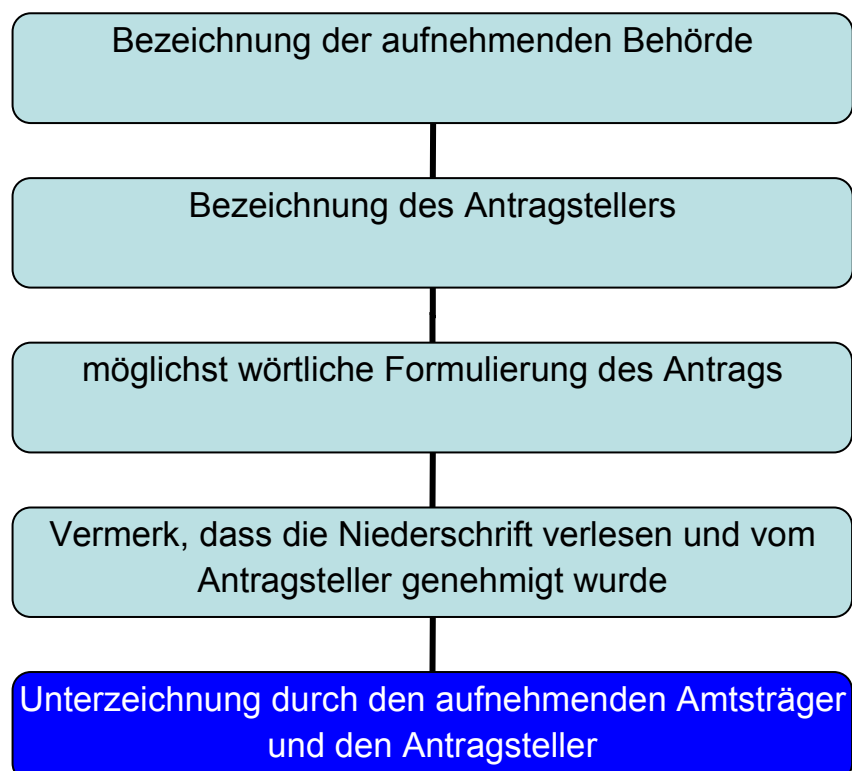 Bezeichnung der aufnehmenden Behörde
Bezeichnung des Antragstellers
möglichst wörtliche Formulierung des Antrags
Vermerk, dass die Niederschrift verlesen und vom
Antragsteller genehmigt wurde
Unterzeichnung durch den aufnehmenden Amtsträger
und den Antragsteller